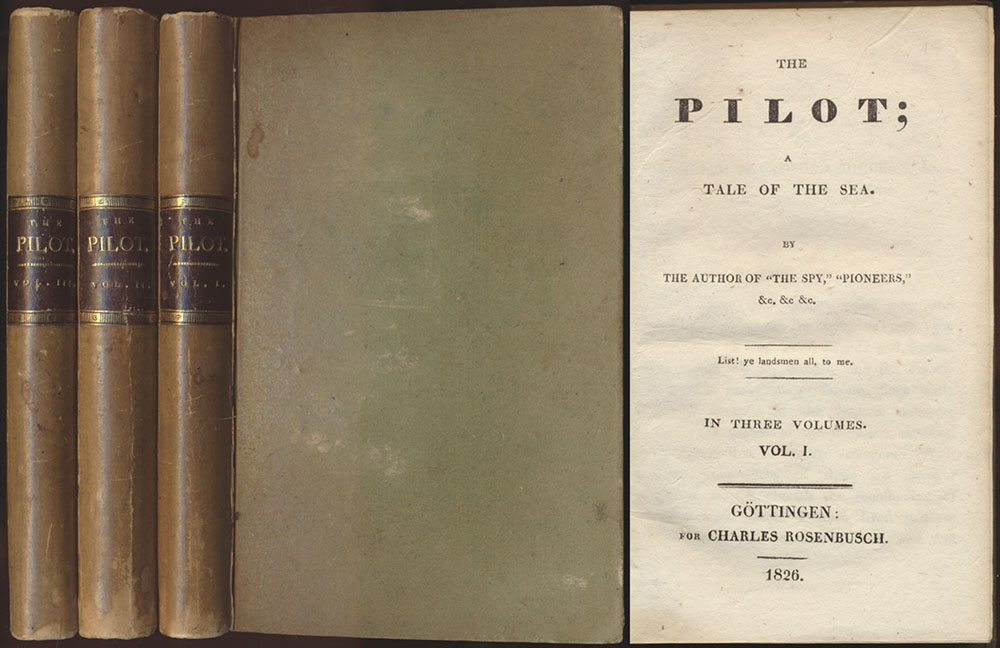 THE
PILOT,
VOL. III.
THE
PILOT,
VOL. II.
THE
PILOT,
VOL. I.
THE
PILOT;
A
TALE OF THE SEA.
BY
THE AUTHOR OF "THE SPY," "PIONEERS,"
&c. &c &c.
List! ye landsmen all, to me.
IN THREE VOLUMES.
VOL. I.
GÖTTINGEN:
FOR CHARLES ROSENBUSCH.
1826.